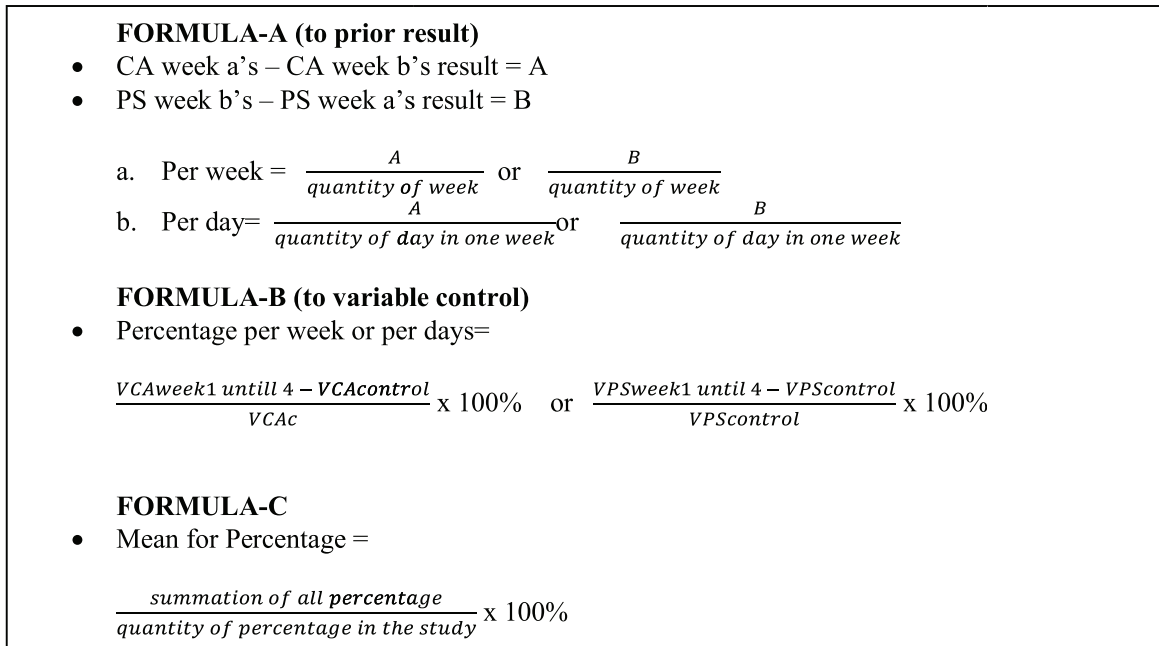 FORMULA-A (to prior result)
• CA week a’s – CA week b’s result = A
• PS week b’s – PS week a’s result = B
a. Per week = A/quantity of week or B/quantity of week
b. Per day= A/quantity of day in one week or B/quantity of day in one week
FORMULA-B (to variable control)
• Percentage per week or per days=
VCAweek1 untill 4 – VCAcontrol/VCAc x 100% or VPSweek1 until 4 – VPScontrol/VPScontrol x 100%
FORMULA-C
• Mean for Percentage =
summation of all percentage/quantity of percentage in the study x 100%